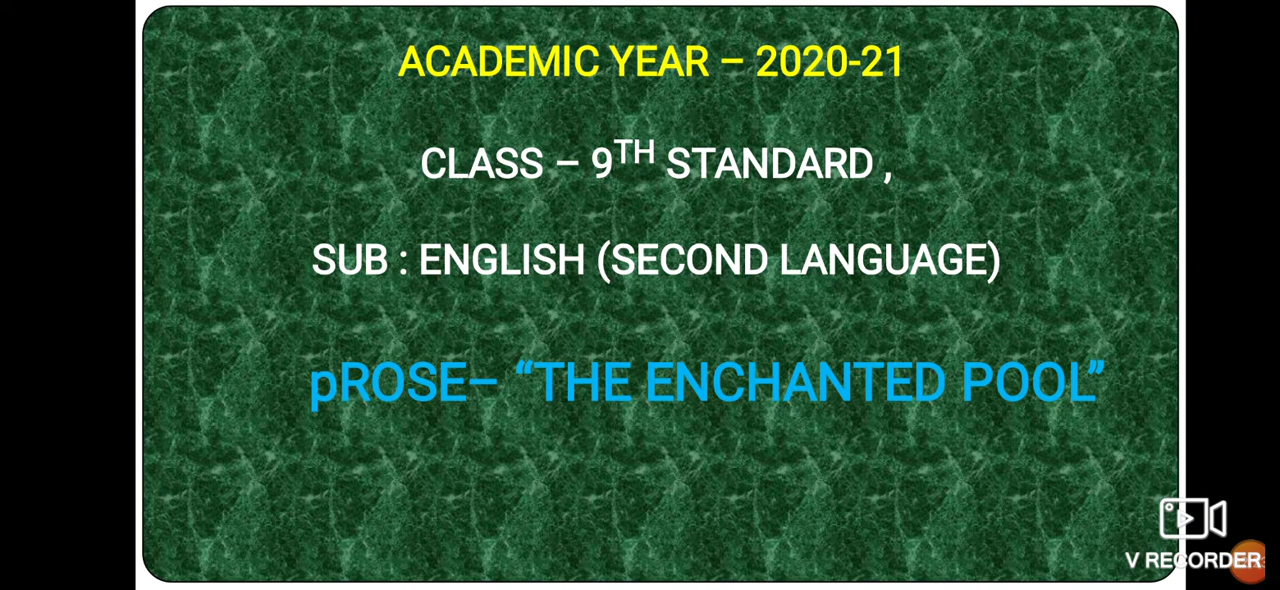 ACADEMIC YEAR – 2020-21
CLASS – 9TH STANDARD ,
SUB : ENGLISH (SECOND LANGUAGE)
pROSE– “THE ENCHANTED POOL”
V RECORDER